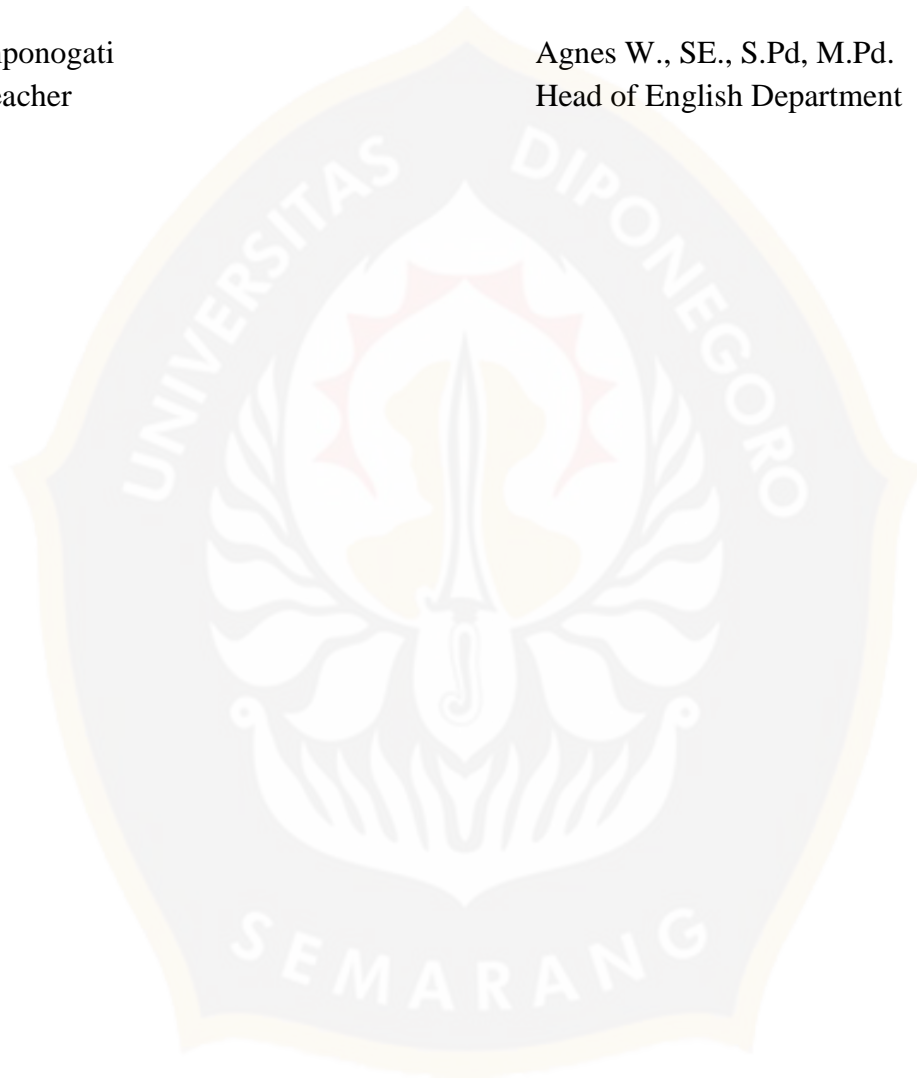 ponogati
eacher
Agnes W., SE., S.Pd, M.Pd.
Head of English Department
UNIVERSITAS DIPONEGORO
SEMARANG